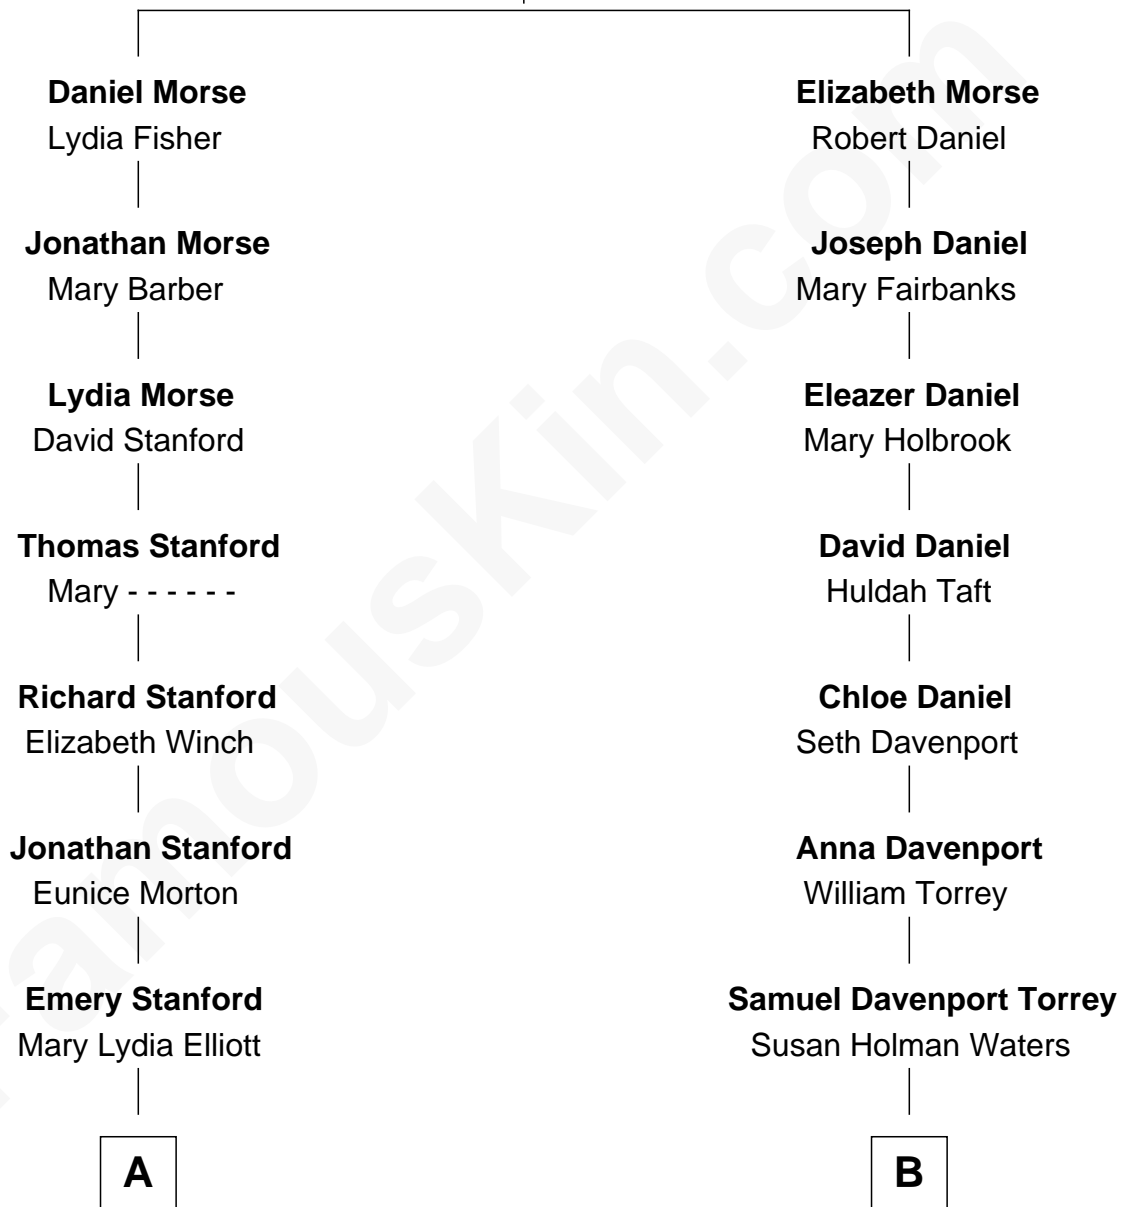 Daniel Morse
Lydia Fisher
Elizabeth Morse
Robert Daniel
Jonathan Morse
Mary Barber
Joseph Daniel
Mary Fairbanks
Lydia Morse
David Stanford
Eleazer Daniel
Mary Holbrook
Thomas Stanford
Mary - - - - - -
David Daniel
Huldah Taft
Richard Stanford
Elizabeth Winch
Chloe Daniel
Seth Davenport
Jonathan Stanford
Eunice Morton
Anna Davenport
William Torrey
Emery Stanford
Mary Lydia Elliott
Samuel Davenport Torrey
Susan Holman Waters
A
B
FamousKin.com